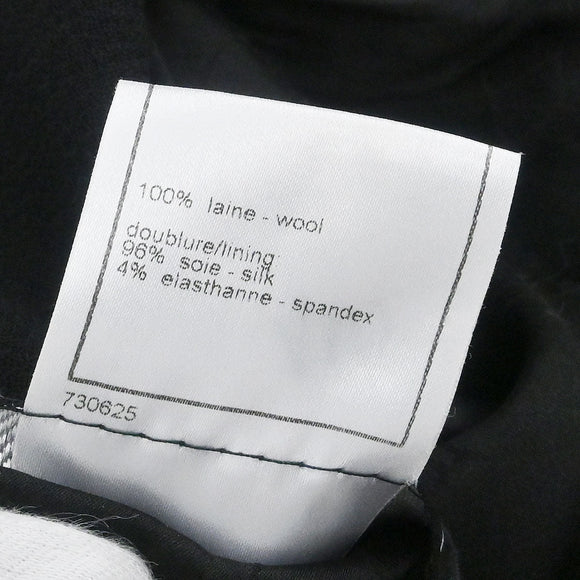 100% laine - wool
doublure/lining
96% soie - silk
4% elasthanne - spandex
730625